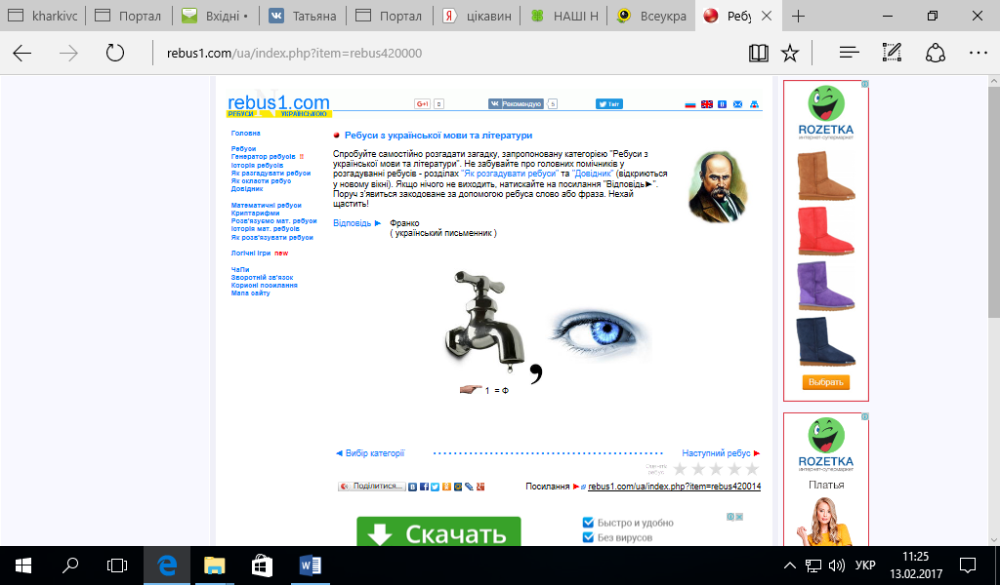 kharkivc
Портал
Вхідні •
Татьяна
Портал
цікавин
НАШІ Н
Всеукра
Ребу
rebus1.com/ua/index.php?item=rebus420000
rebus1.com
РЕБУСИ УКРАЇНСЬКОЮ
G+1 0
Рекомендую 5
Твіт
Головна
Ребуси
Генератор ребусів !!
Історія ребусів
Як разгадувати ребуси
Як скласти ребус
Довідник
Математичні ребуси
Криптарифми
Розв'язуємо мат. ребуси
Історія мат. ребусів
Як розв'язувати ребуси
Логічні ігри new
ЧаПи
Зворотній зв'язок
Корисні посилання
Мапа сайту
Ребуси з української мови та літератури
Спробуйте самостійно розгадати загадку, запропоновану категорією "Ребуси з
української мови та літератури". Не забувайте про головних помічників у
розгадуванні ребусів - розділах "Як розгадувати ребуси" та "Довідник" (відкриються
у новому вікні). Якщо нічого не виходить, натискайте на посилання "Відповідь►".
Поруч з'явиться закодоване за допомогою ребуса слово або фраза. Нехай
щастить!
Відповідь ► Франко
( український письменник )
,
1 = Ф
◄ Вибір категорії
Наступний ребус ►
Оцініть
ребус
Поділитися...
Посилання ► rebus1.com/ua/index.php?item=rebus420014
Скачать
Быстро и удобно
Без вирусов
ROZETKA
интернет-супермаркет
Выбрать
ROZETKA
интернет-супермаркет
Платья
УКР
11:25
13.02.2017